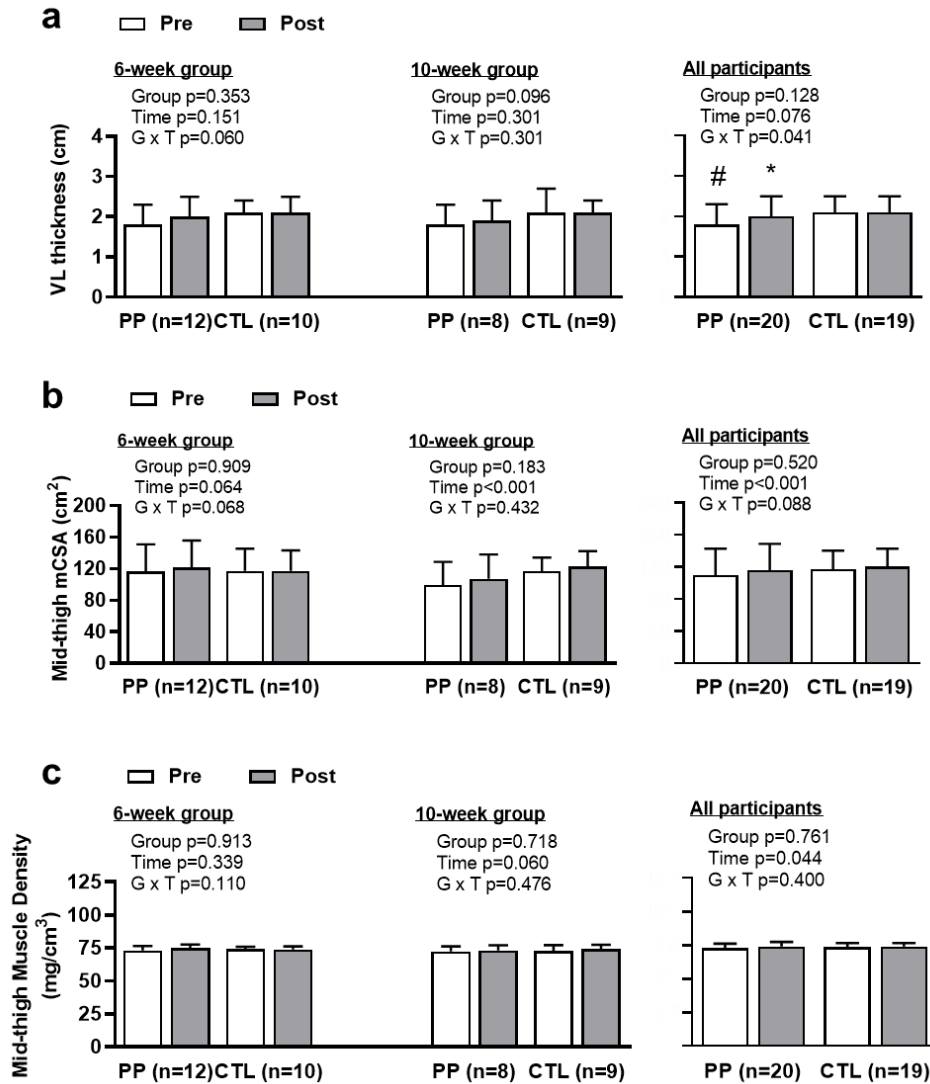 a
Pre Post
6-week group
Group p=0.353
Time p=0.151
G x T p=0.060
10-week group
Group p=0.096
Time p=0.301
G x T p=0.301
All participants
Group p=0.128
Time p=0.076
G x T p=0.041
VL thickness (cm)
4
3
2
1
0
# *
PP (n=12) CTL (n=10)
PP (n=8) CTL (n=9)
PP (n=20) CTL (n=19)
b
Pre Post
6-week group
Group p=0.909
Time p=0.064
G x T p=0.068
10-week group
Group p=0.183
Time p<0.001
G x T p=0.432
All participants
Group p=0.520
Time p<0.001
G x T p=0.088
Mid-thigh mCSA (cm²)
200
160
120
80
40
0
PP (n=12) CTL (n=10)
PP (n=8) CTL (n=9)
PP (n=20) CTL (n=19)
c
Pre Post
6-week group
Group p=0.913
Time p=0.339
G x T p=0.110
10-week group
Group p=0.718
Time p=0.060
G x T p=0.476
All participants
Group p=0.761
Time p=0.044
G x T p=0.400
Mid-thigh Muscle Density
(mg/cm³)
125
100
75
50
25
0
PP (n=12) CTL (n=10)
PP (n=8) CTL (n=9)
PP (n=20) CTL (n=19)